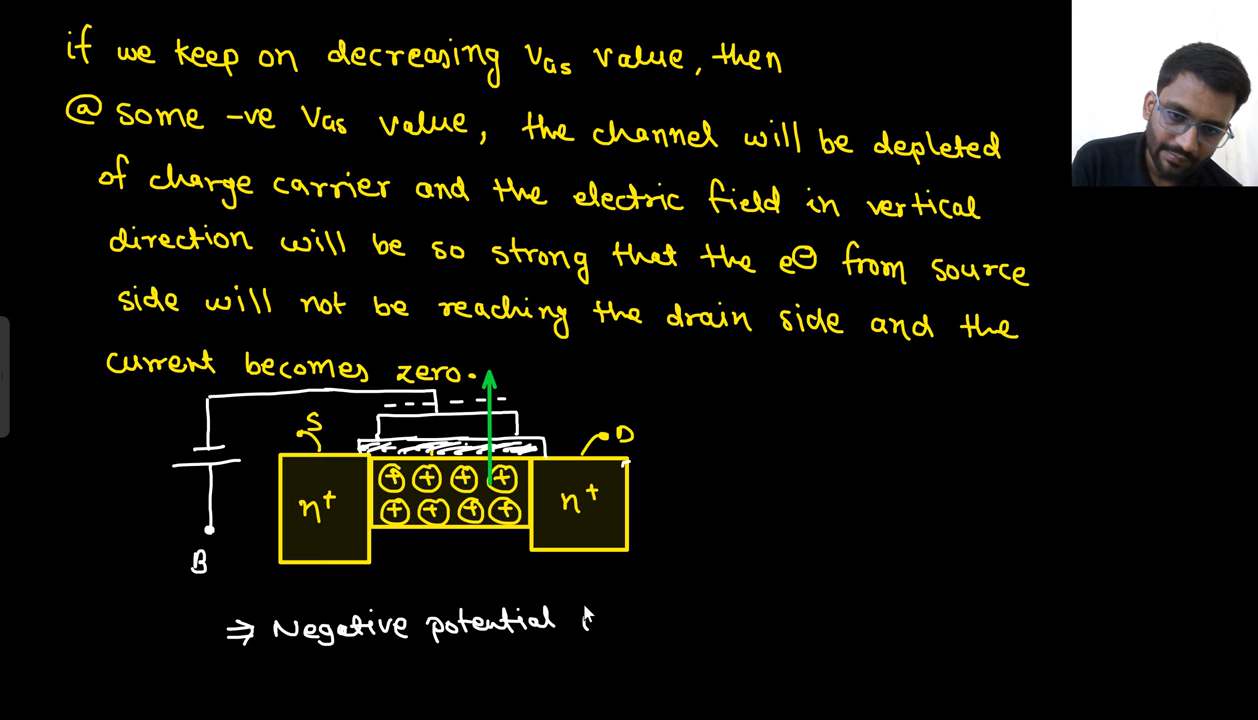 if we keep on decreasing VGS value, then
@ some -ve VGS value, the channel will be depleted
of charge carrier and the electric field in vertical
direction will be so strong that the e⊖ from source
side will not be reaching the drain side and the
current becomes zero.
- - - - - -
S
D
+ + + +
n+
n+
+ + + +
B
⇒ Negative potential